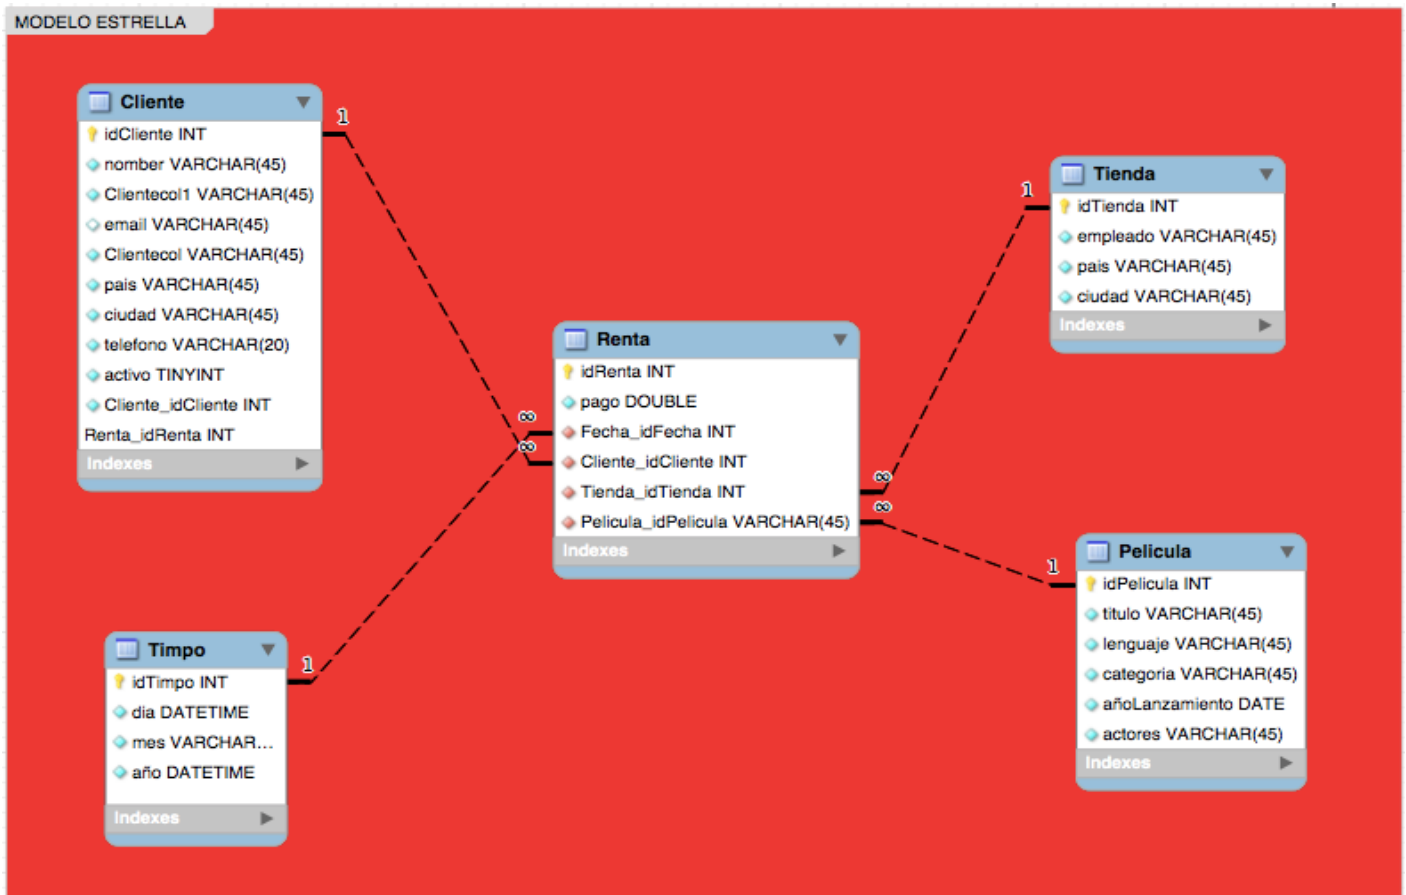 MODELO ESTRELLA
Cliente
idCliente INT
nomber VARCHAR(45)
Clientecol1 VARCHAR(45)
email VARCHAR(45)
Clientecol VARCHAR(45)
pais VARCHAR(45)
ciudad VARCHAR(45)
telefono VARCHAR(20)
activo TINYINT
Cliente_idCliente INT
Renta_idRenta INT
Indexes
1
Timpo
idTimpo INT
dia DATETIME
mes VARCHAR...
año DATETIME
Indexes
1
Renta
idRenta INT
pago DOUBLE
Fecha_idFecha INT
Cliente_idCliente INT
Tienda_idTienda INT
Pelicula_idPelicula VARCHAR(45)
Indexes
∞
∞
∞
∞
Tienda
idTienda INT
empleado VARCHAR(45)
pais VARCHAR(45)
ciudad VARCHAR(45)
Indexes
1
Pelicula
idPelicula INT
titulo VARCHAR(45)
lenguaje VARCHAR(45)
categoria VARCHAR(45)
añoLanzamiento DATE
actores VARCHAR(45)
Indexes
1